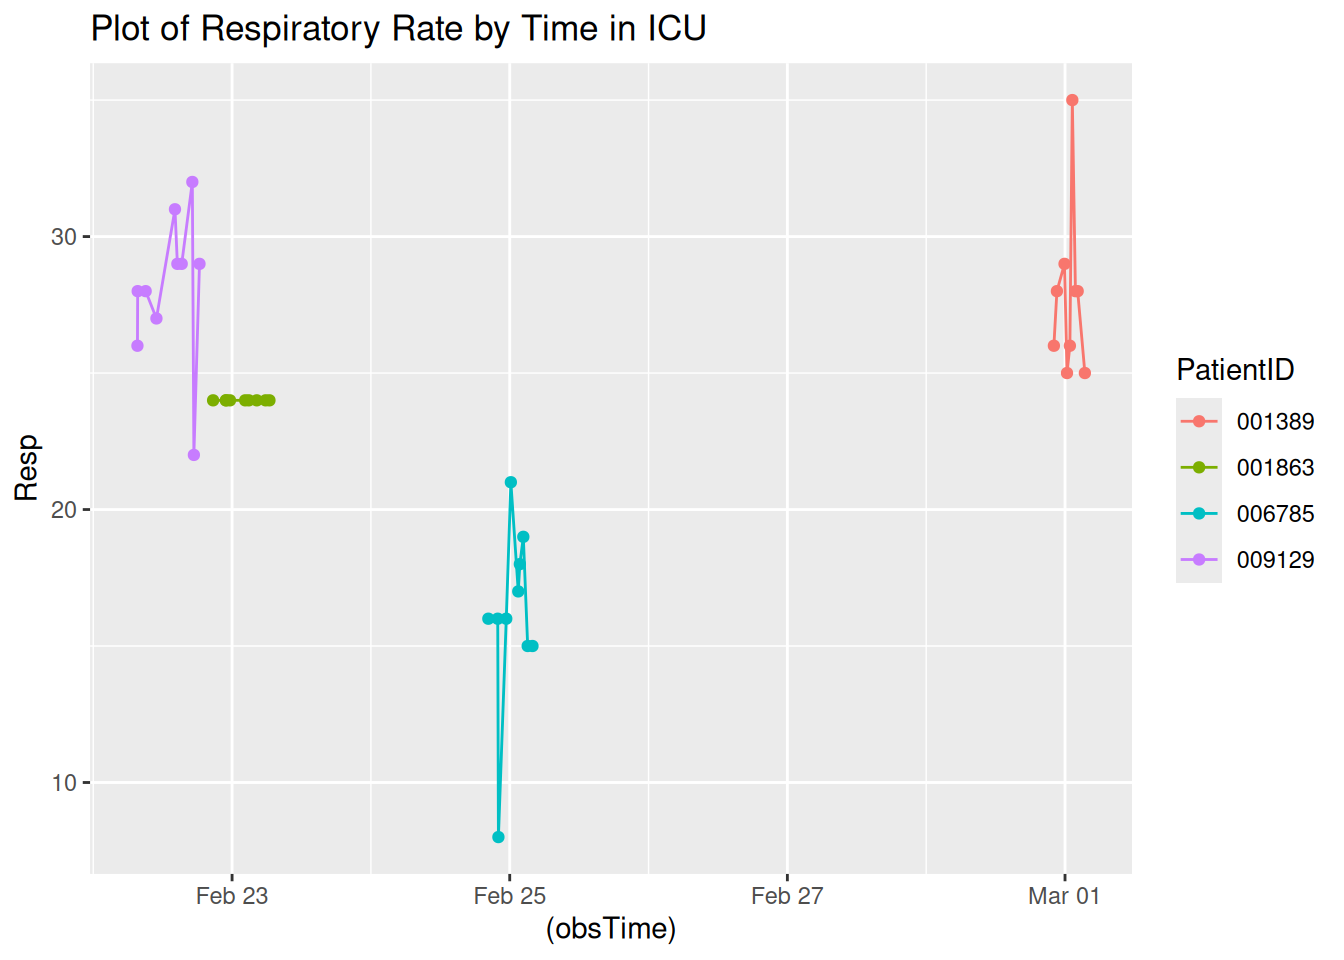 Plot of Respiratory Rate by Time in ICU
Resp
30
20
10
Feb 23
Feb 25
Feb 27
Mar 01
(obsTime)
PatientID
001389
001863
006785
009129